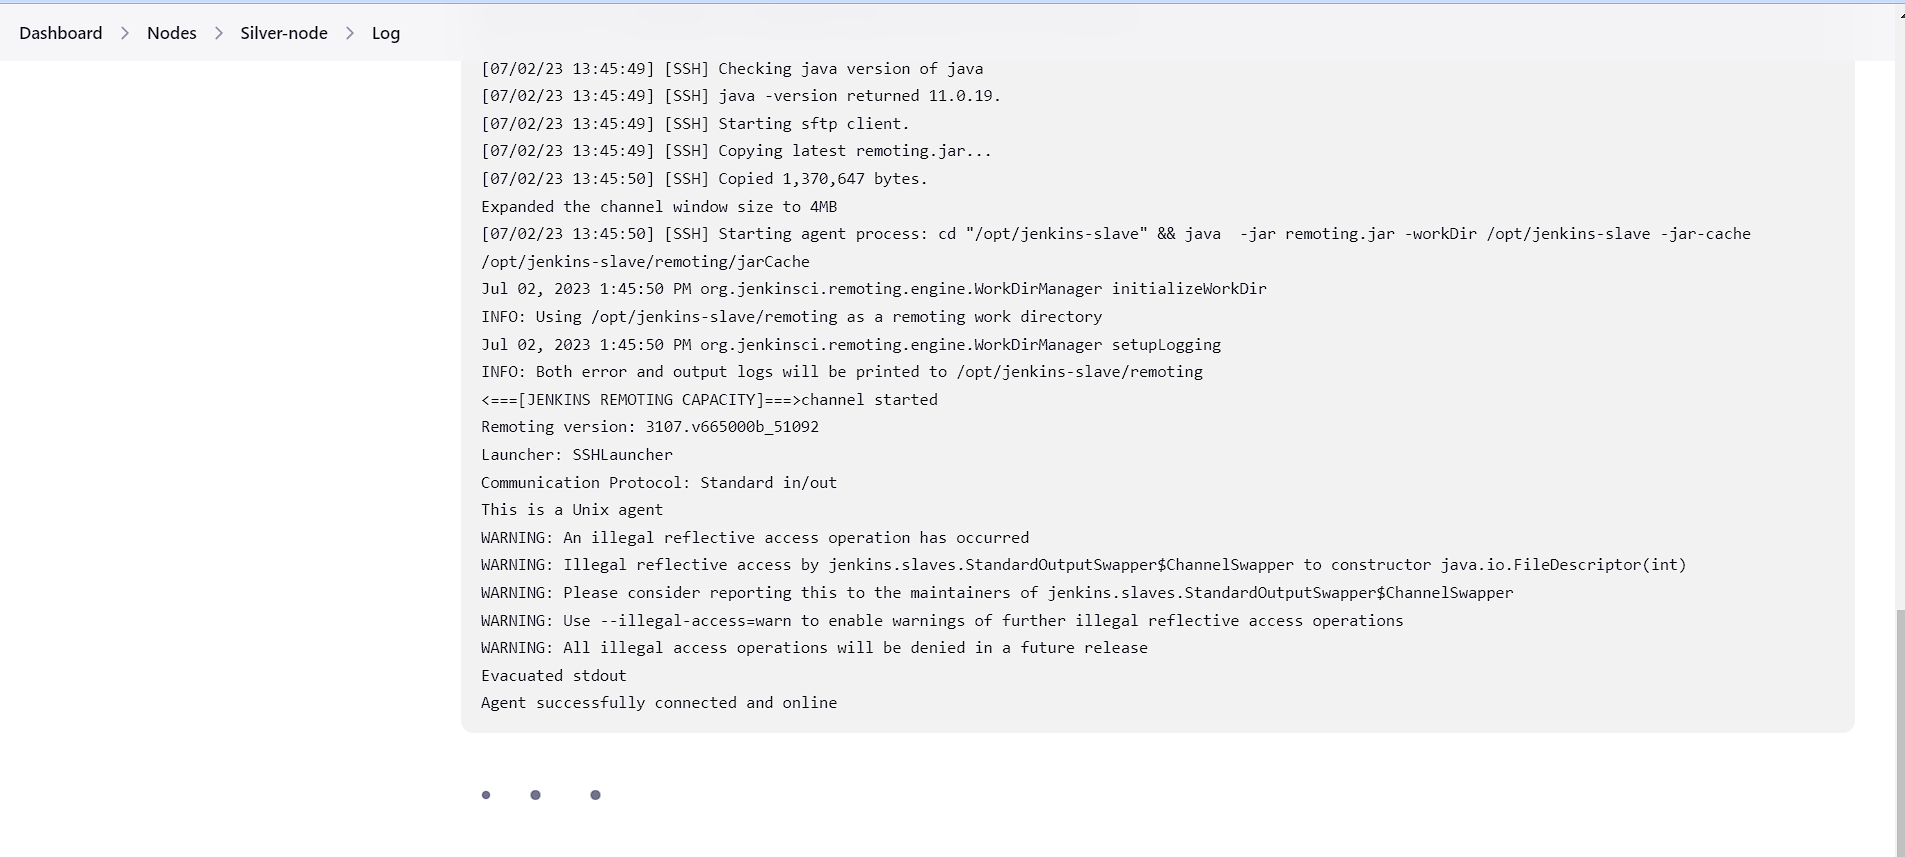 Dashboard > Nodes > Silver-node > Log
[07/02/23 13:45:49] [SSH] Checking java version of java
[07/02/23 13:45:49] [SSH] java -version returned 11.0.19.
[07/02/23 13:45:49] [SSH] Starting sftp client.
[07/02/23 13:45:49] [SSH] Copying latest remoting.jar...
[07/02/23 13:45:50] [SSH] Copied 1,370,647 bytes.
Expanded the channel window size to 4MB
[07/02/23 13:45:50] [SSH] Starting agent process: cd "/opt/jenkins-slave" && java  -jar remoting.jar -workDir /opt/jenkins-slave -jar-cache
/opt/jenkins-slave/remoting/jarCache
Jul 02, 2023 1:45:50 PM org.jenkinsci.remoting.engine.WorkDirManager initializeWorkDir
INFO: Using /opt/jenkins-slave/remoting as a remoting work directory
Jul 02, 2023 1:45:50 PM org.jenkinsci.remoting.engine.WorkDirManager setupLogging
INFO: Both error and output logs will be printed to /opt/jenkins-slave/remoting
<===[JENKINS REMOTING CAPACITY]===>channel started
Remoting version: 3107.v665000b_51092
Launcher: SSHLauncher
Communication Protocol: Standard in/out
This is a Unix agent
WARNING: An illegal reflective access operation has occurred
WARNING: Illegal reflective access by jenkins.slaves.StandardOutputSwapper$ChannelSwapper to constructor java.io.FileDescriptor(int)
WARNING: Please consider reporting this to the maintainers of jenkins.slaves.StandardOutputSwapper$ChannelSwapper
WARNING: Use --illegal-access=warn to enable warnings of further illegal reflective access operations
WARNING: All illegal access operations will be denied in a future release
Evacuated stdout
Agent successfully connected and online